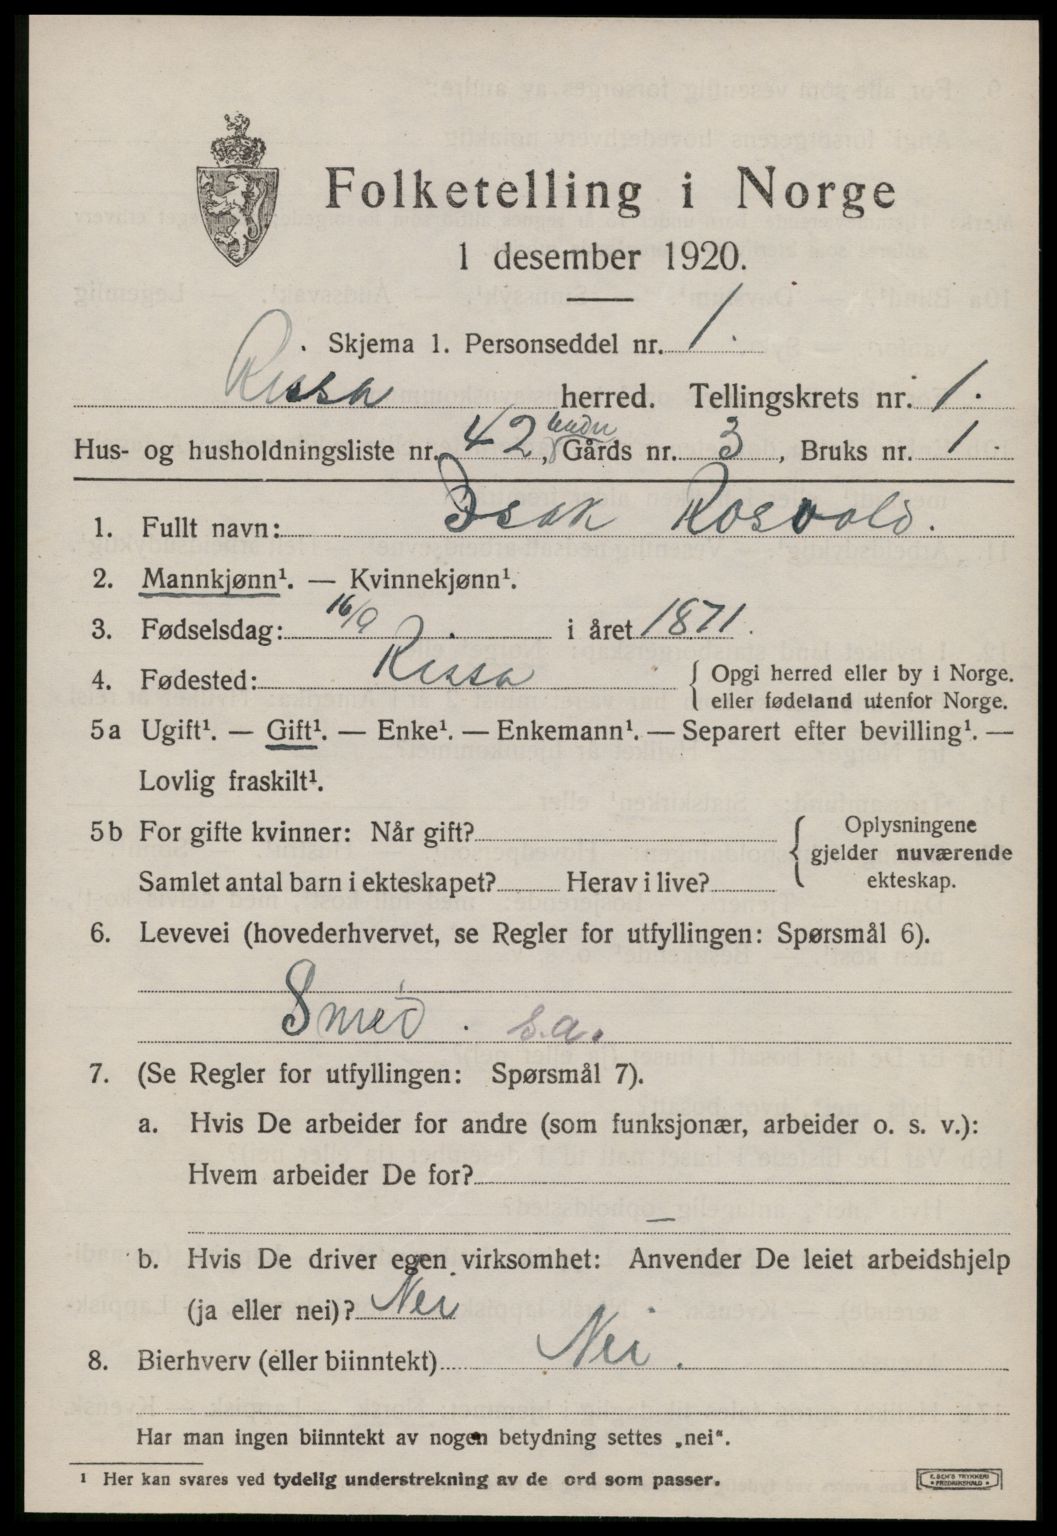 Folketelling i Norge
1 desember 1920.
Skjema 1. Personseddel nr. 1.
Rissa herred. Tellingskrets nr. 1.
Hus- og husholdningsliste nr. 42, under Gårds nr. 3, Bruks nr. 1.
1. Fullt navn: Isak Rosvold.
2. Mannkjønn¹. — Kvinnekjønn¹.
3. Fødselsdag: 16/9 i året 1871.
4. Fødested: Rissa { Opgi herred eller by i Norge.
eller fødeland utenfor Norge.
5a Ugift¹. — Gift¹. — Enke¹. — Enkemann¹. — Separert efter bevilling¹. —
Lovlig fraskilt¹.
5b For gifte kvinner: Når gift? { Oplysningene
gjelder nuværende
ekteskap.
Samlet antal barn i ekteskapet? Herav i live?
6. Levevei (hovederhvervet, se Regler for utfyllingen: Spørsmål 6).
Smed. s.a.
7. (Se Regler for utfyllingen: Spørsmål 7).
a. Hvis De arbeider for andre (som funksjonær, arbeider o. s. v.):
Hvem arbeider De for?
—
b. Hvis De driver egen virksomhet: Anvender De leiet arbeidshjelp
(ja eller nei)? Nei
8. Bierhverv (eller biinntekt) Nei.
Har man ingen biinntekt av nogen betydning settes „nei".
¹ Her kan svares ved tydelig understrekning av de ord som passer.
E. SEM'S TRYKKERI
FREDRIKSHALD